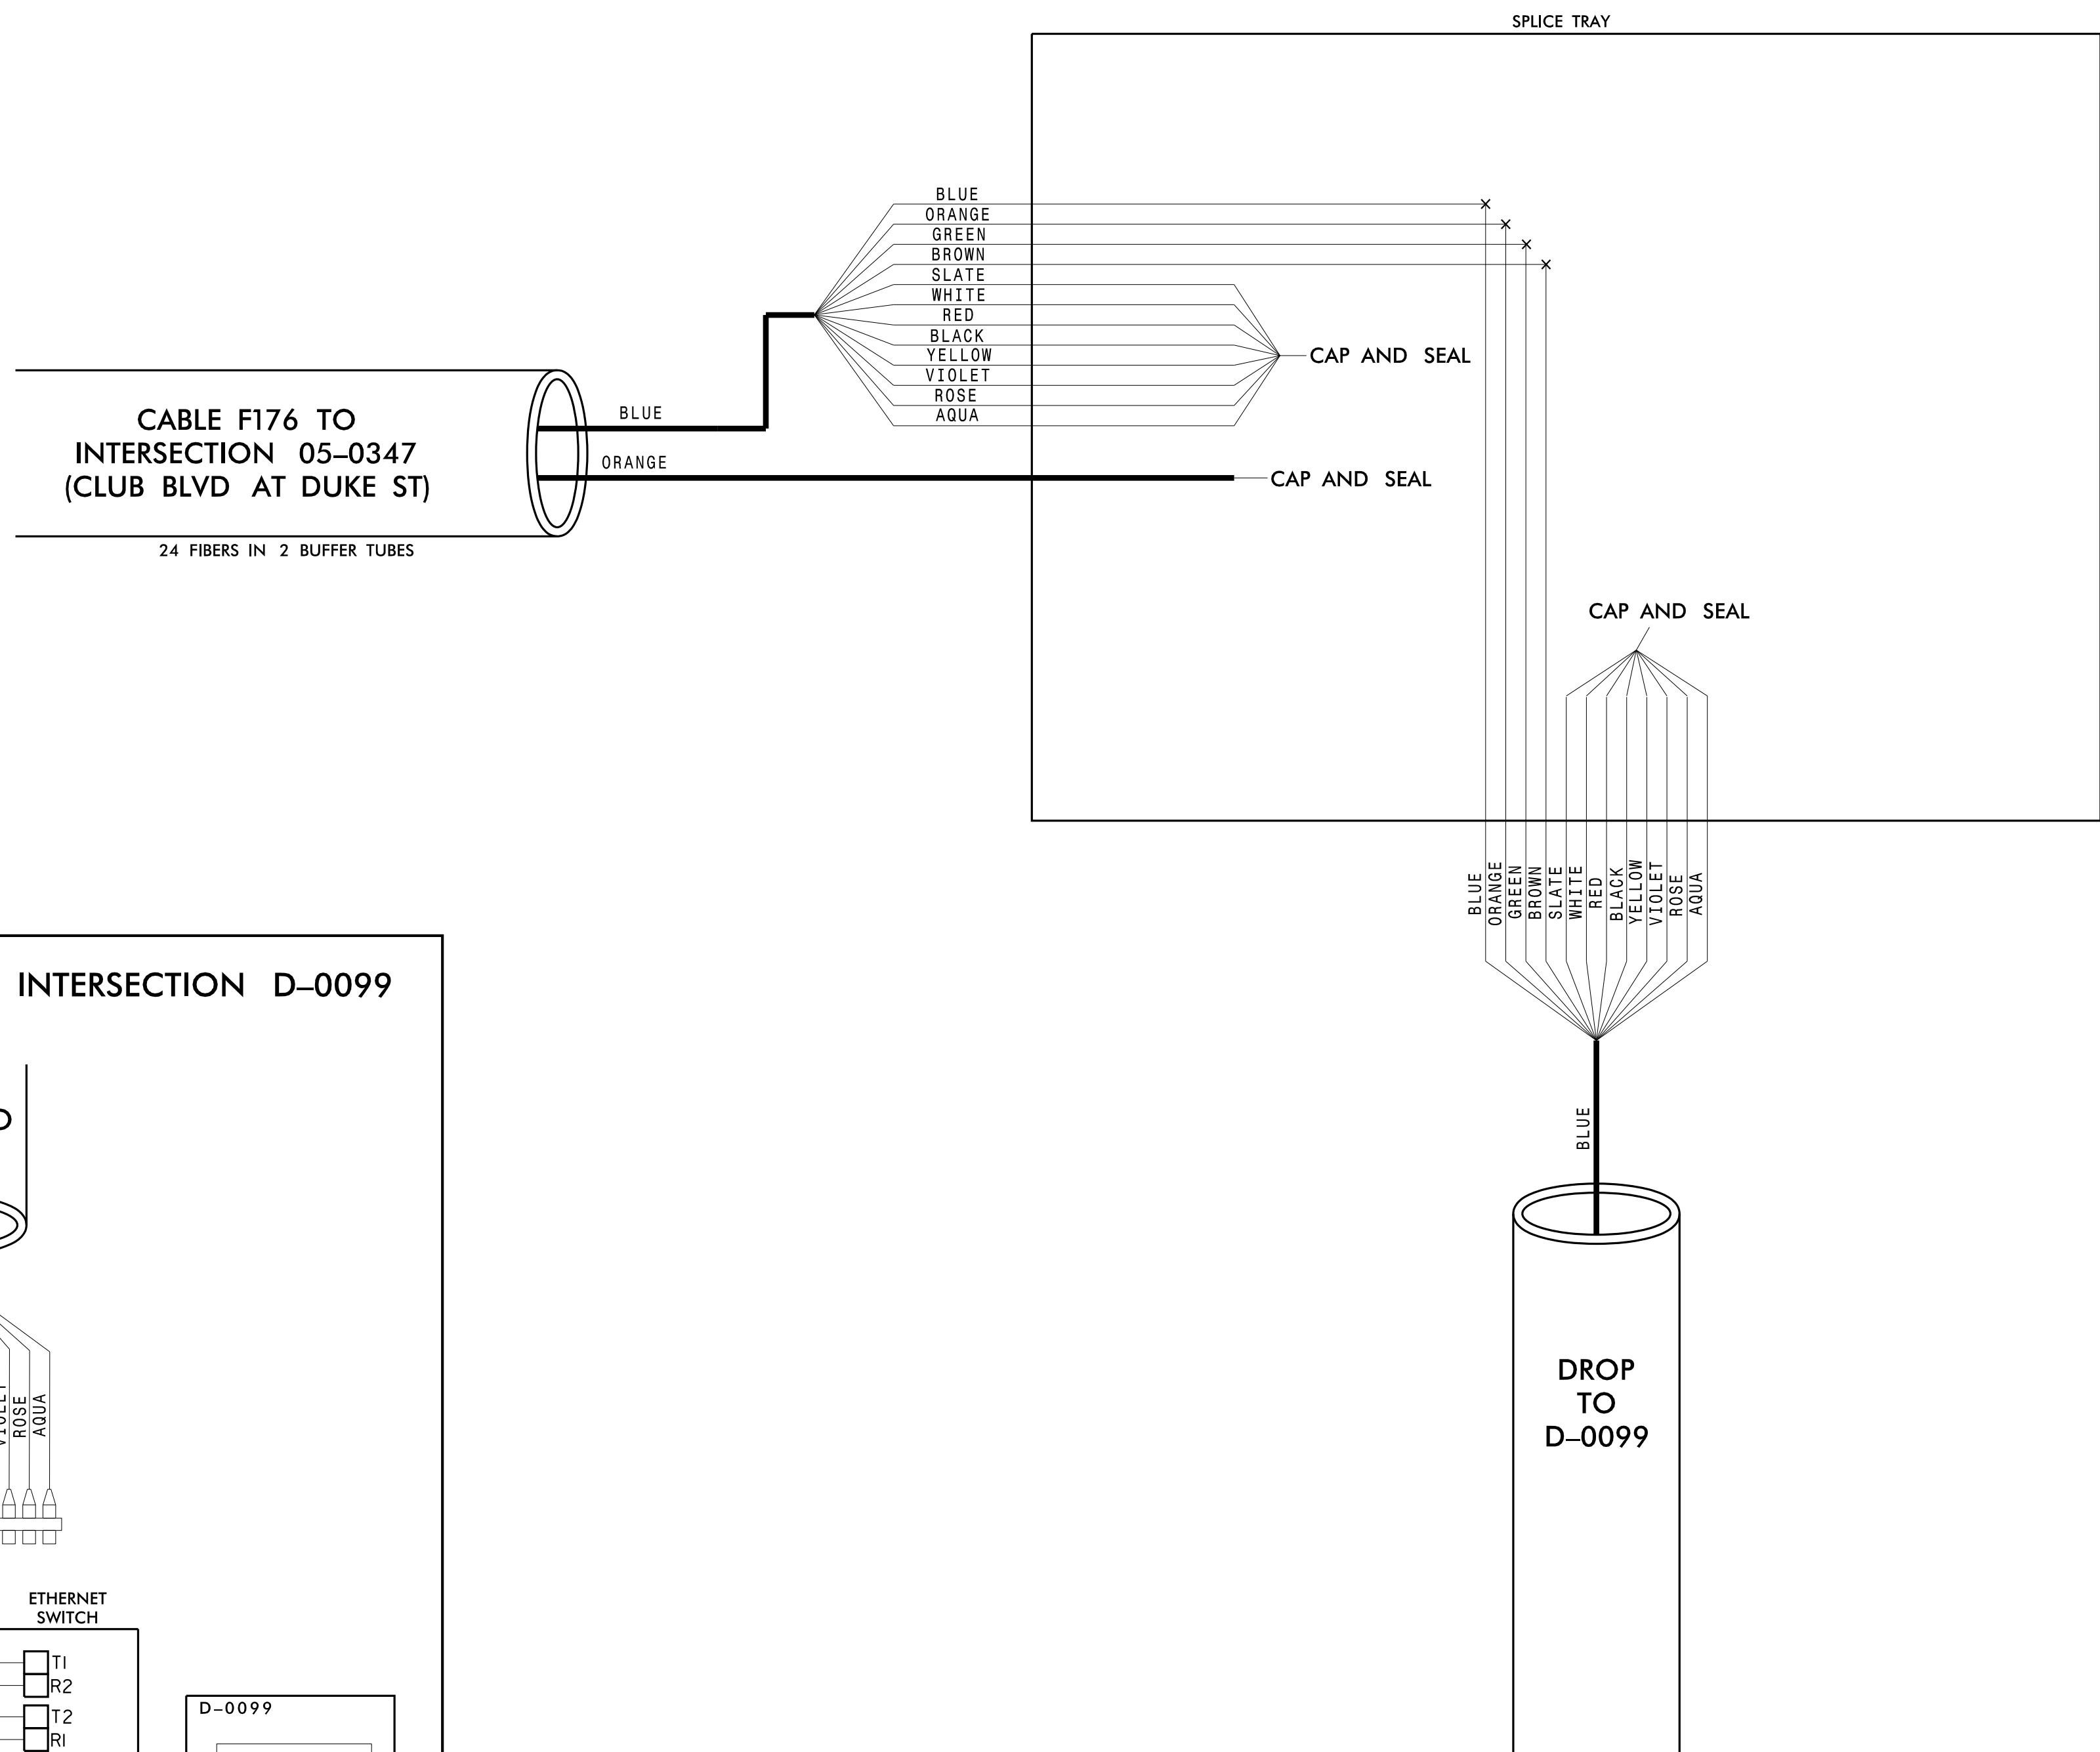 SPLICE TRAY
BLUE
ORANGE
GREEN
BROWN
SLATE
WHITE
RED
BLACK
YELLOW
VIOLET
ROSE
AQUA
CAP AND SEAL
CABLE F176 TO
INTERSECTION 05-0347
(CLUB BLVD AT DUKE ST)
24 FIBERS IN 2 BUFFER TUBES
BLUE
ORANGE
CAP AND SEAL
CAP AND SEAL
BLUE
ORANGE
GREEN
BROWN
SLATE
WHITE
RED
BLACK
YELLOW
VIOLET
ROSE
AQUA
BLUE
DROP
TO
D-0099
INTERSECTION D-0099
VIOLET
ROSE
AQUA
ETHERNET
SWITCH
T1
R2
T2
R1
D-0099